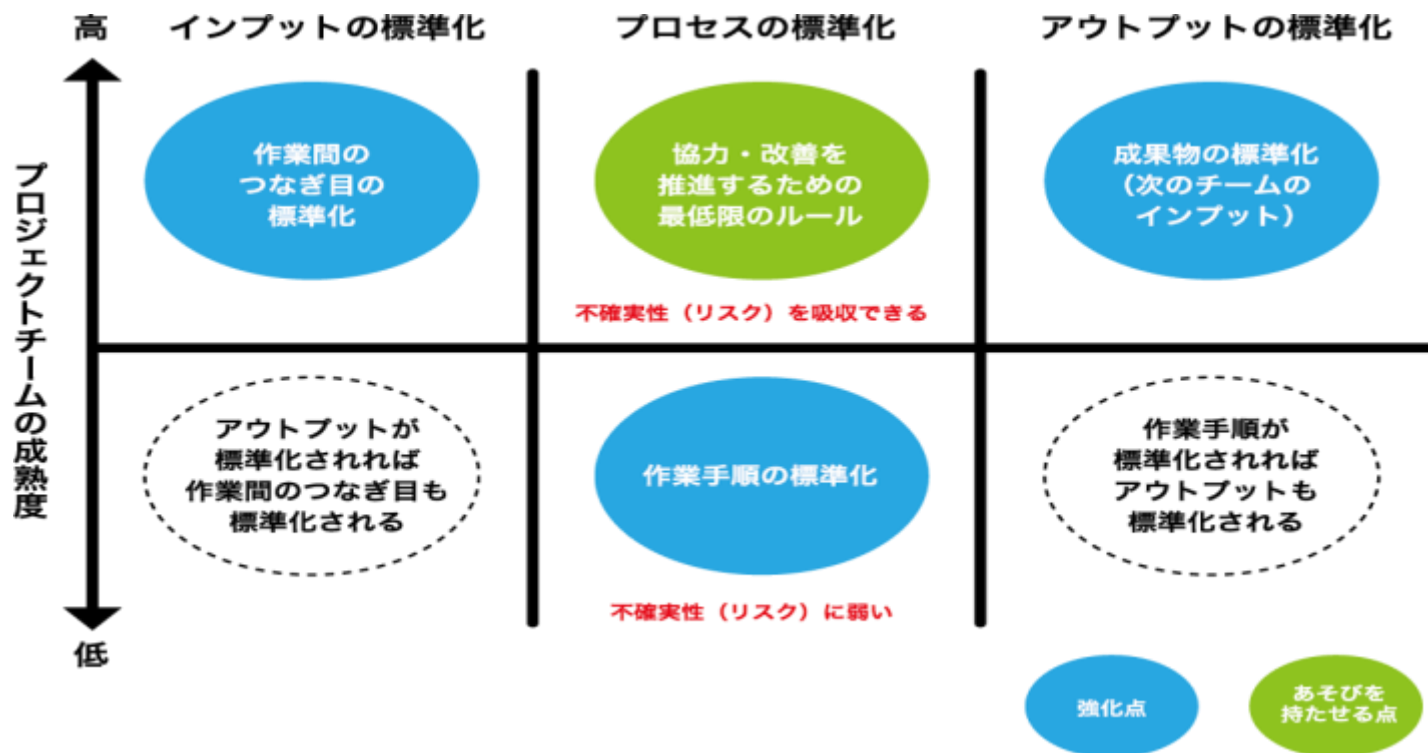 高
インプットの標準化
プロセスの標準化
アウトプットの標準化
プロジェクトチームの成熟度
作業間の
つなぎ目の
標準化
協力・改善を
推進するための
最低限のルール
成果物の標準化
（次のチームの
インプット）
不確実性（リスク）を吸収できる
アウトプットが
標準化されれば
作業間のつなぎ目も
標準化される
作業手順の標準化
作業手順が
標準化されれば
アウトプットも
標準化される
不確実性（リスク）に弱い
低
強化点
あそびを
持たせる点